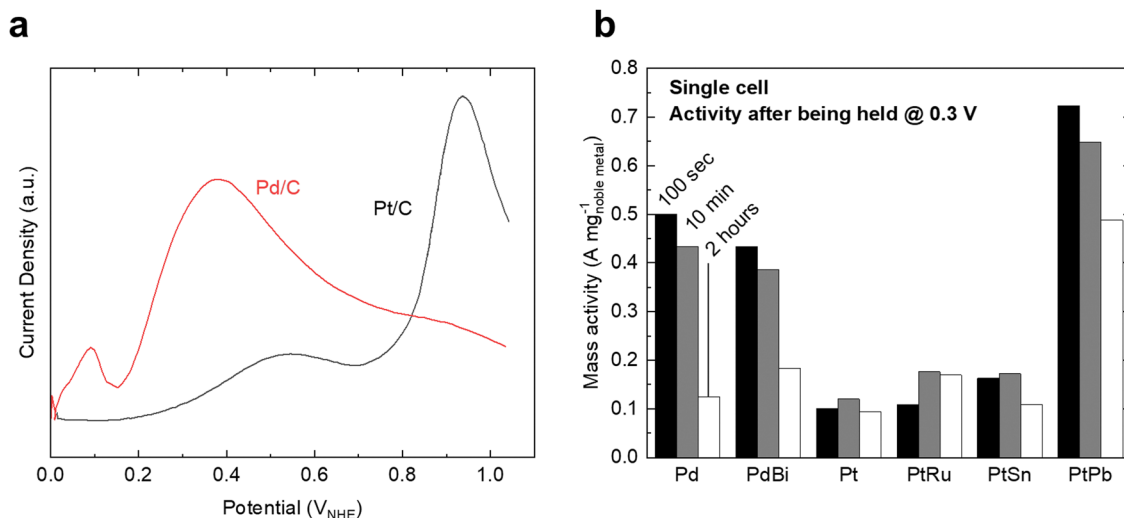 a
Current Density (a.u.)
Pd/C
Pt/C
0.0 0.2 0.4 0.6 0.8 1.0
Potential (V_NHE)
b
Mass activity (A mg⁻¹noble metal)
0.8
0.7
0.6
0.5
0.4
0.3
0.2
0.1
0.0
Single cell
Activity after being held @ 0.3 V
100 sec
10 min
2 hours
Pd PdBi Pt PtRu PtSn PtPb